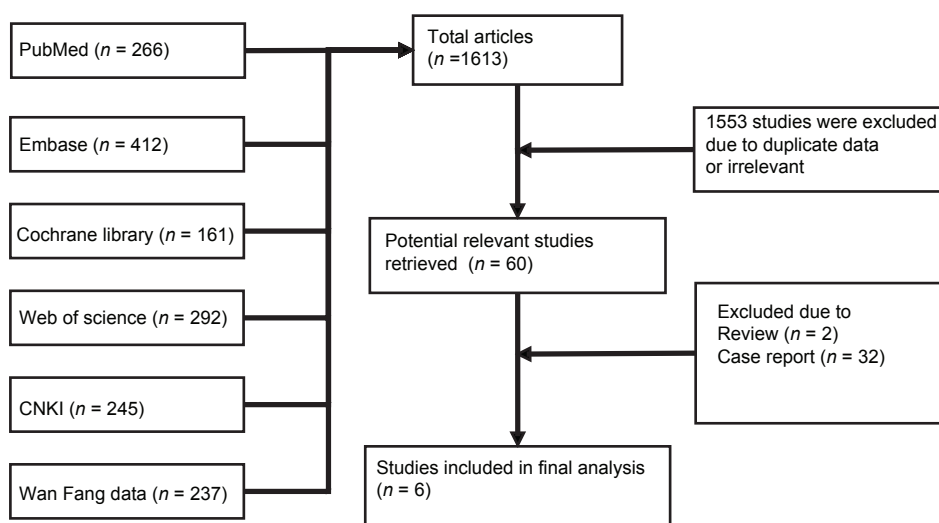 PubMed (n = 266)
Embase (n = 412)
Cochrane library (n = 161)
Web of science (n = 292)
CNKI (n = 245)
Wan Fang data (n = 237)
Total articles
(n =1613)
1553 studies were excluded
due to duplicate data
or irrelevant
Potential relevant studies
retrieved (n = 60)
Excluded due to
Review (n = 2)
Case report (n = 32)
Studies included in final analysis
(n = 6)